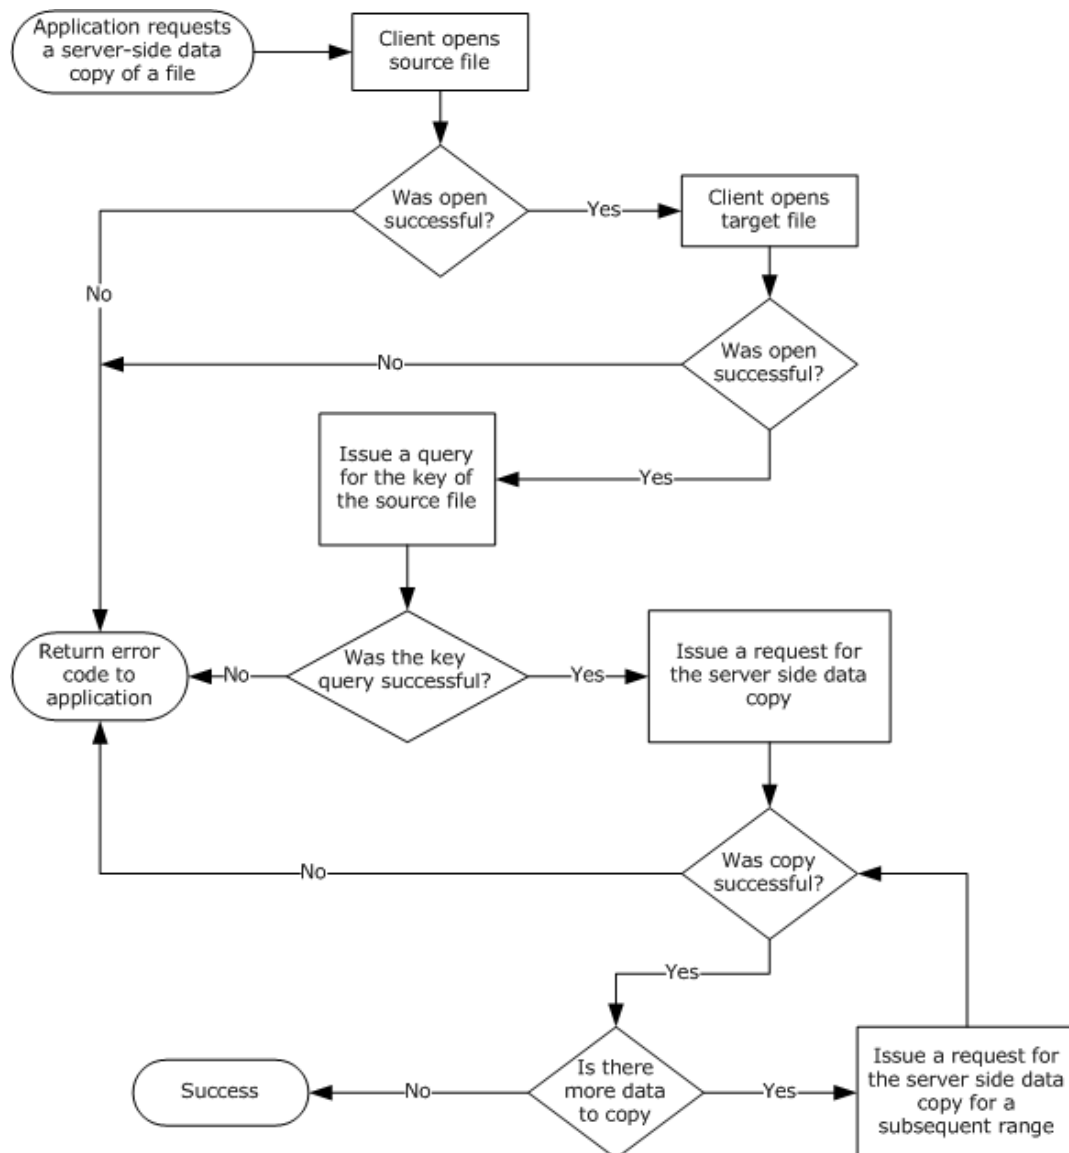 Application requests
a server-side data
copy of a file
Client opens
source file
Was open
successful?
Yes
Client opens
target file
No
Was open
successful?
No
Issue a query
for the key of
the source file
Yes
Return error
code to
application
No
Was the key
query successful?
Yes
Issue a request for
the server side data
copy
No
Was copy
successful?
Yes
Success
No
Is there
more data
to copy
Yes
Issue a request for
the server side data
copy for a
subsequent range